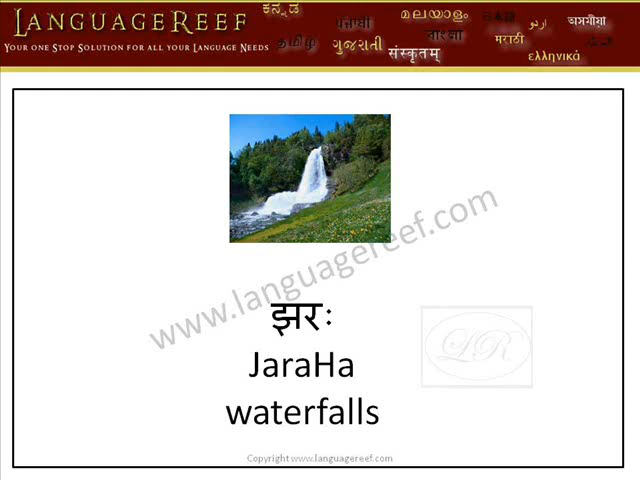 LANGUAGEREEF
YOUR ONE STOP SOLUTION FOR ALL YOUR LANGUAGE NEEDS
ಕನ್ನಡ
தமிழ்
ગુજરાતી
മലയാളം
संस्कृतम्
मराठी
اردو
ελληνικά
অসমীয়া
www.languagereef.com
झरः
JaraHa
waterfalls
LR
Copyright www.languagereef.com